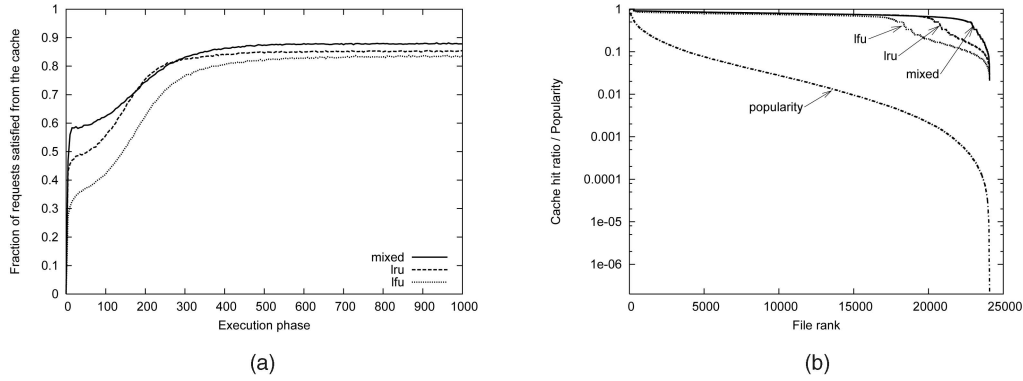 Fraction of requests satisfied from the cache
1
0.9
0.8
0.7
0.6
0.5
0.4
0.3
0.2
0.1
0
0 100 200 300 400 500 600 700 800 900 1000
Execution phase
mixed
lru
lfu
(a)
Cache hit ratio / Popularity
1
0.1
0.01
0.001
0.0001
1e-05
1e-06
0 5000 10000 15000 20000 25000
File rank
lfu
lru
mixed
popularity
(b)